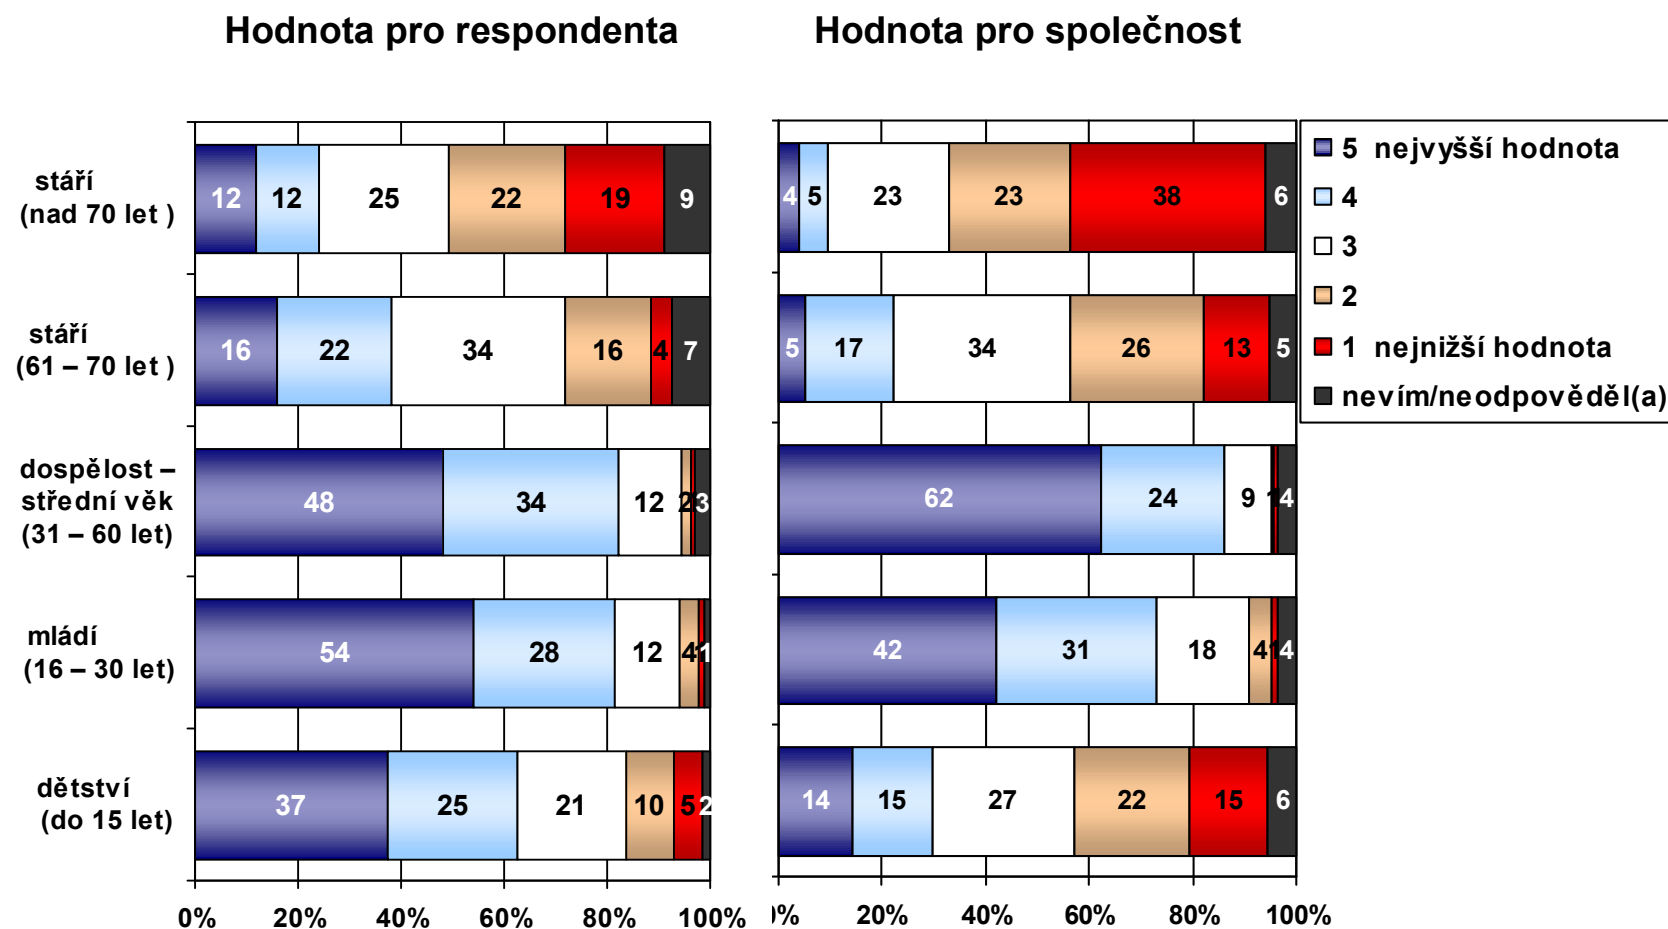 Hodnota pro respondenta
Hodnota pro společnost
stáří
(nad 70 let )
12 12 25 22 19 9
4 5 23 23 38 6
stáří
(61 – 70 let )
16 22 34 16 4 7
5 17 34 26 13 5
dospělost –
střední věk
(31 – 60 let)
48 34 12 2 3
62 24 9 1 4
mládí
(16 – 30 let)
54 28 12 4 1
42 31 18 4 1 4
dětství
(do 15 let)
37 25 21 10 5 2
14 15 27 22 15 6
0% 20% 40% 60% 80% 100%
% 20% 40% 60% 80% 100%
5 nejvyšší hodnota
4
3
2
1 nejnižší hodnota
nevím/neodpověděl(a)